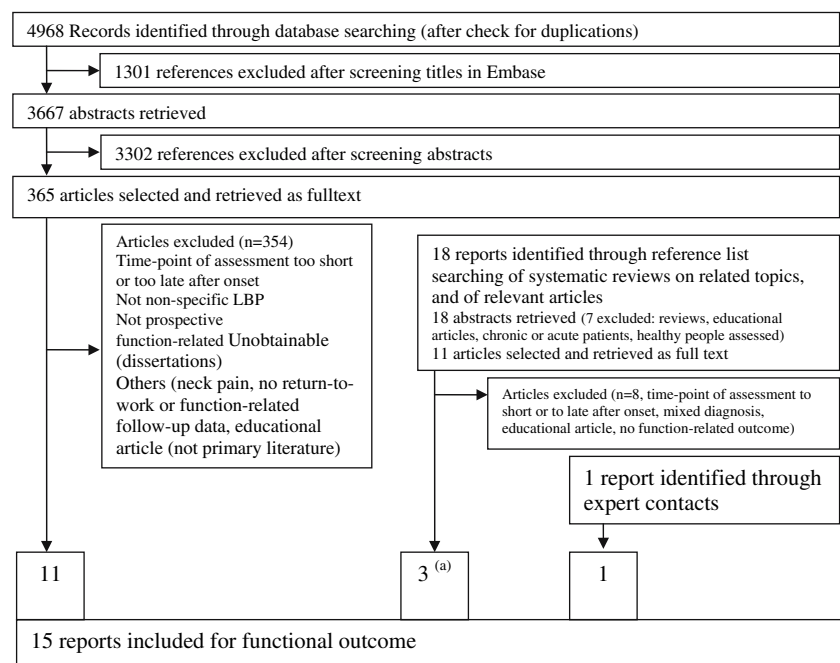 4968 Records identified through database searching (after check for duplications)
1301 references excluded after screening titles in Embase
3667 abstracts retrieved
3302 references excluded after screening abstracts
365 articles selected and retrieved as fulltext
Articles excluded (n=354)
Time-point of assessment too short
or too late after onset
Not non-specific LBP
Not prospective
function-related Unobtainable
(dissertations)
Others (neck pain, no return-to-
work or function-related
follow-up data, educational
article (not primary literature)
18 reports identified through reference list
searching of systematic reviews on related topics,
and of relevant articles
18 abstracts retrieved (7 excluded: reviews, educational
articles, chronic or acute patients, healthy people assessed)
11 articles selected and retrieved as full text
Articles excluded (n=8, time-point of assessment to
short or to late after onset, mixed diagnosis,
educational article, no function-related outcome)
1 report identified through
expert contacts
11
3 (a)
1
15 reports included for functional outcome